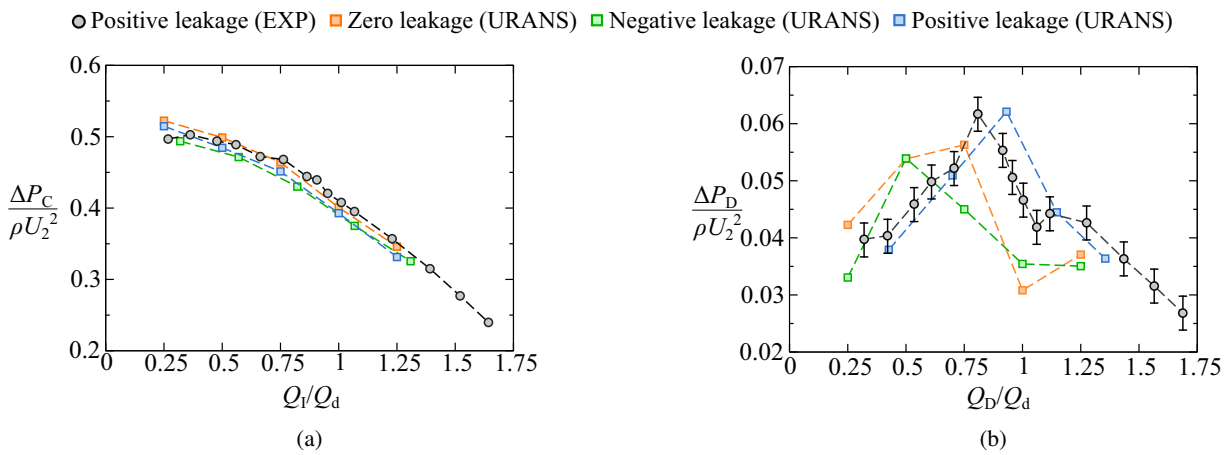 Positive leakage (EXP) Zero leakage (URANS) Negative leakage (URANS) Positive leakage (URANS)
0.6
0.5
0.4
0.3
0.2
ΔP_C
ρU_2^2
0 0.25 0.5 0.75 1 1.25 1.5 1.75
Q_I/Q_d
(a)
0.07
0.06
0.05
0.04
0.03
0.02
ΔP_D
ρU_2^2
0 0.25 0.5 0.75 1 1.25 1.5 1.75
Q_D/Q_d
(b)